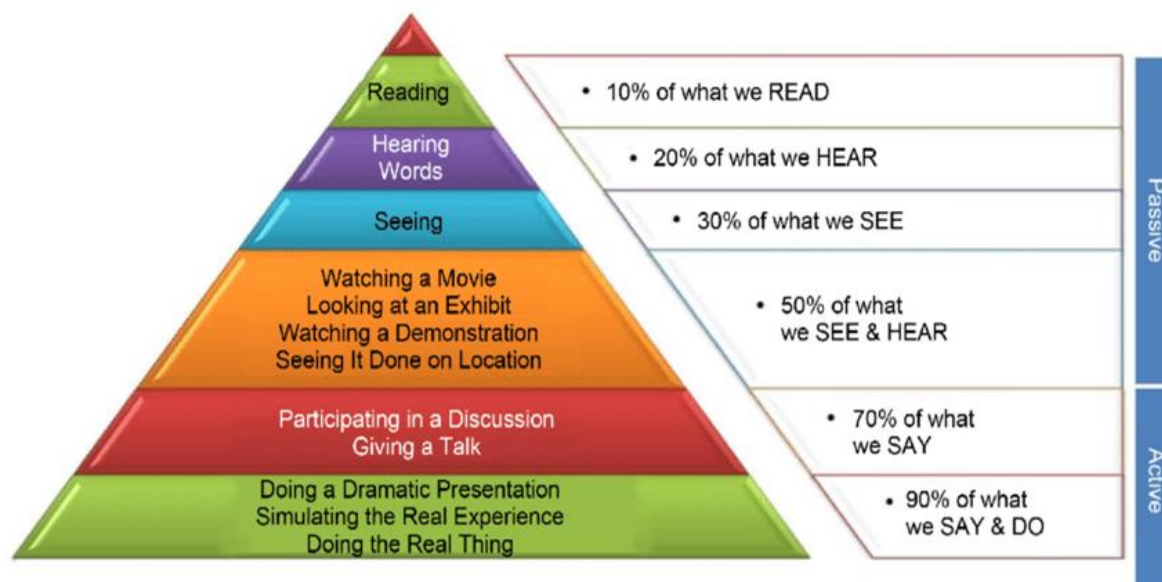 Reading
• 10% of what we READ
Hearing
Words
• 20% of what we HEAR
Seeing
• 30% of what we SEE
Watching a Movie
Looking at an Exhibit
Watching a Demonstration
Seeing It Done on Location
• 50% of what
we SEE & HEAR
Passive
Participating in a Discussion
Giving a Talk
• 70% of what
we SAY
Doing a Dramatic Presentation
Simulating the Real Experience
Doing the Real Thing
• 90% of what
we SAY & DO
Active